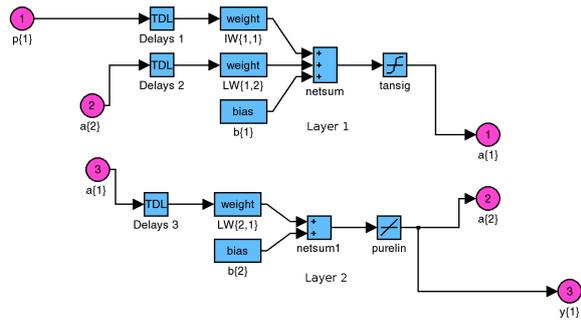 1
p{1}
TDL
Delays 1
weight
IW{1,1}
2
a{2}
TDL
Delays 2
weight
LW{1,2}
bias
b{1}
+
+
+
netsum
tansig
Layer 1
1
a{1}
3
a{1}
TDL
Delays 3
weight
LW{2,1}
bias
b{2}
+
+
netsum1
purelin
Layer 2
2
a{2}
3
y{1}